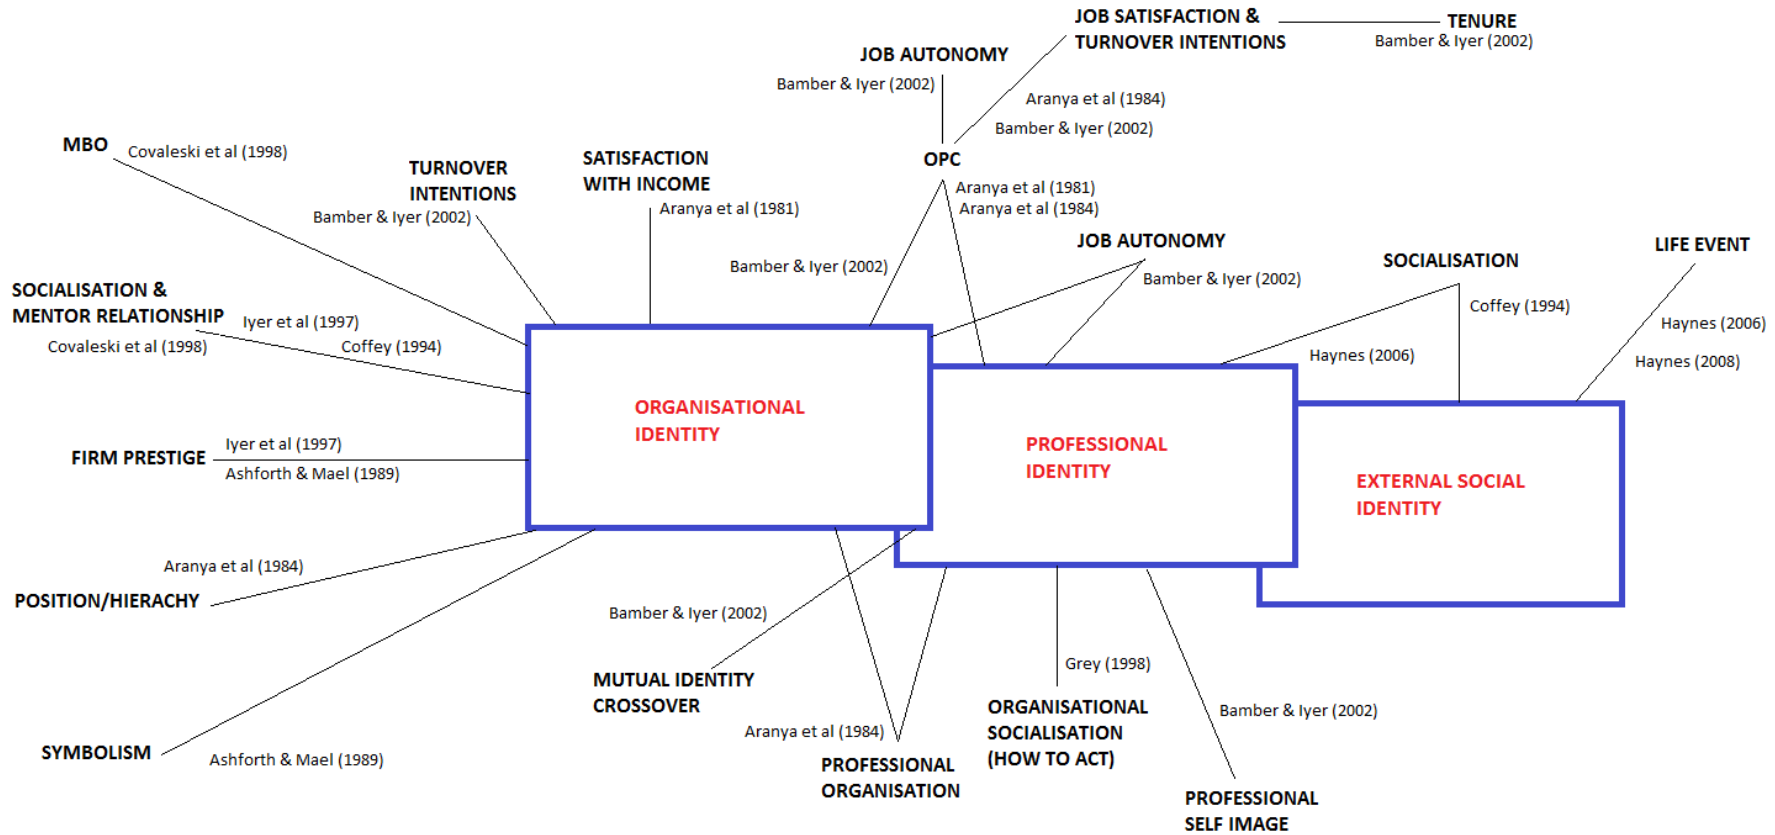 JOB SATISFACTION &
TURNOVER INTENTIONS
TENURE
Bamber & Iyer (2002)
JOB AUTONOMY
Bamber & Iyer (2002)
Aranya et al (1984)
Bamber & Iyer (2002)
MBO
Covaleski et al (1998)
TURNOVER
INTENTIONS
Bamber & Iyer (2002)
SATISFACTION
WITH INCOME
Aranya et al (1981)
OPC
Aranya et al (1981)
Aranya et al (1984)
Bamber & Iyer (2002)
JOB AUTONOMY
Bamber & Iyer (2002)
SOCIALISATION
Coffey (1994)
Haynes (2006)
LIFE EVENT
Haynes (2006)
Haynes (2008)
SOCIALISATION &
MENTOR RELATIONSHIP
Iyer et al (1997)
Covaleski et al (1998)
Coffey (1994)
ORGANISATIONAL
IDENTITY
PROFESSIONAL
IDENTITY
EXTERNAL SOCIAL
IDENTITY
FIRM PRESTIGE
Iyer et al (1997)
Ashforth & Mael (1989)
Aranya et al (1984)
POSITION/HIERACHY
SYMBOLISM
Ashforth & Mael (1989)
Bamber & Iyer (2002)
MUTUAL IDENTITY
CROSSOVER
Aranya et al (1984)
PROFESSIONAL
ORGANISATION
Grey (1998)
ORGANISATIONAL
SOCIALISATION
(HOW TO ACT)
Bamber & Iyer (2002)
PROFESSIONAL
SELF IMAGE